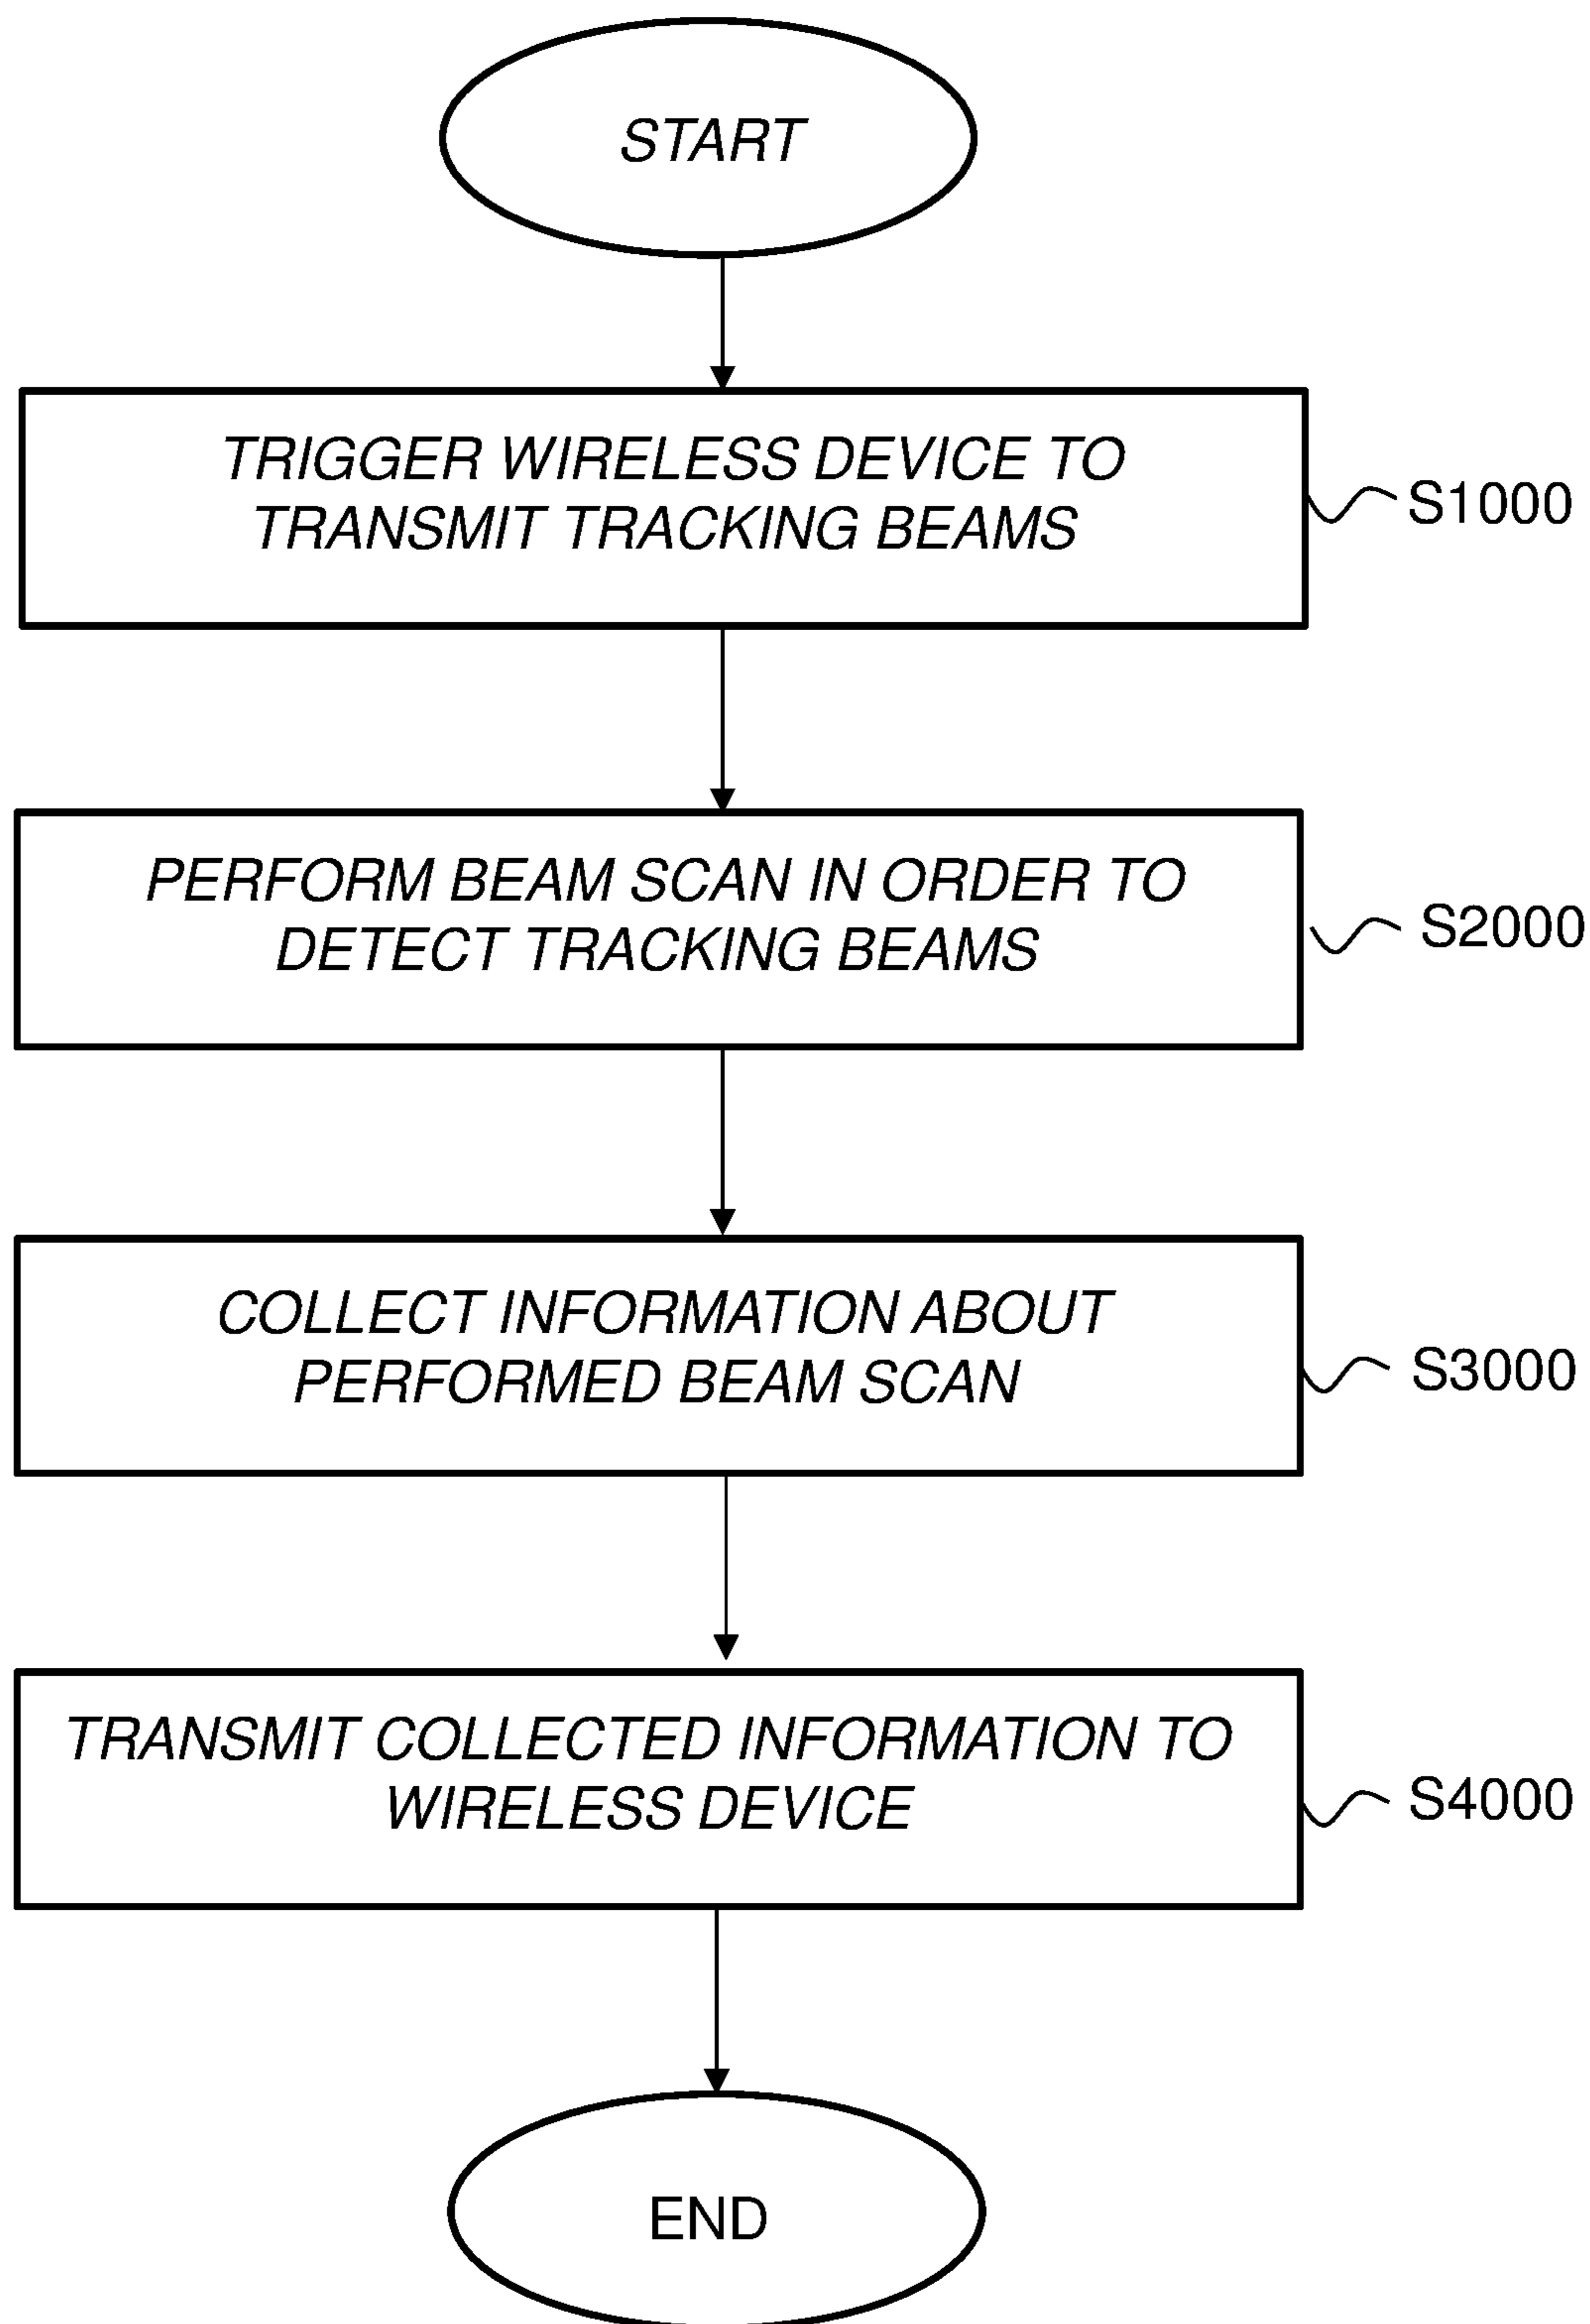 START
TRIGGER WIRELESS DEVICE TO
TRANSMIT TRACKING BEAMS
S1000
PERFORM BEAM SCAN IN ORDER TO
DETECT TRACKING BEAMS
S2000
COLLECT INFORMATION ABOUT
PERFORMED BEAM SCAN
S3000
TRANSMIT COLLECTED INFORMATION TO
WIRELESS DEVICE
S4000
END